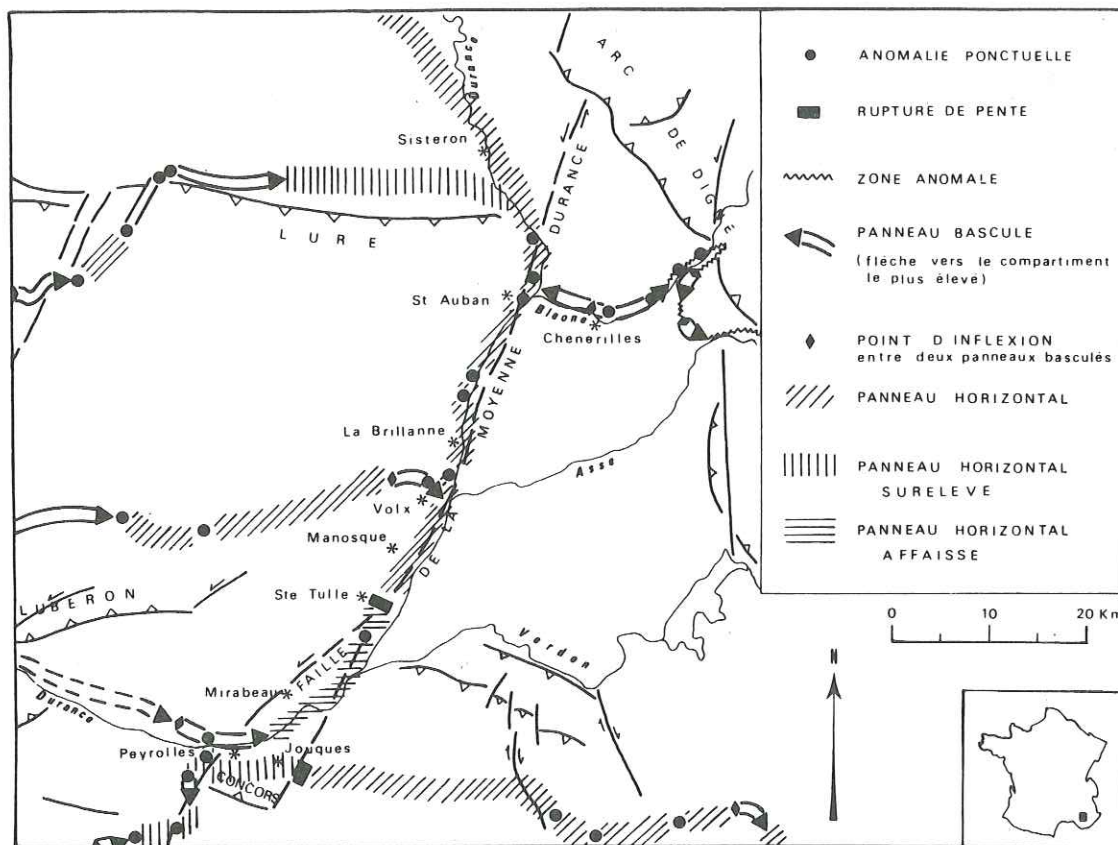 ANOMALIE PONCTUELLE
RUPTURE DE PENTE
ZONE ANOMALE
PANNEAU BASCULE
(flèche vers le compartiment
le plus élevé)
POINT D INFLEXION
entre deux panneaux basculés
PANNEAU HORIZONTAL
PANNEAU HORIZONTAL
SURELEVE
PANNEAU HORIZONTAL
AFFAISSE
0 10 20 Km
N
Durance
ARC
DE DIGNE
Sisteron
DURANCE
LURE
St Auban
Bleone
Chenerilles
MOYENNE
La Brillanne
Asse
Volx
Manosque
DE LA
Ste Tulle
LUBERON
Verdon
FAILLE
Mirabeau
Durance
Peyrolles
Jouques
CONCORS